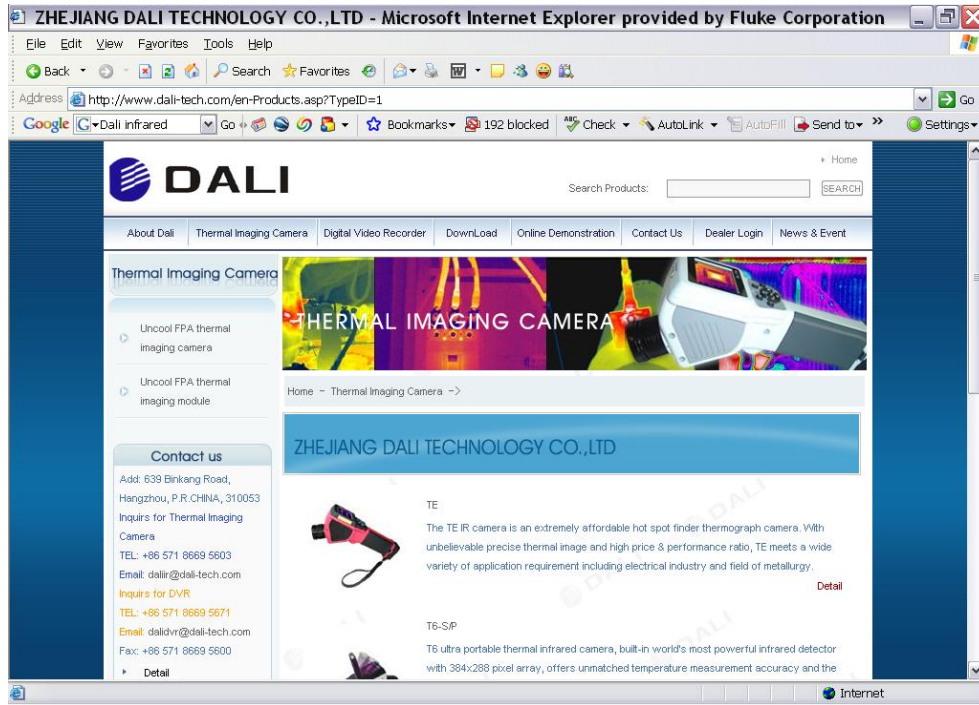 ZHEJIANG DALI TECHNOLOGY CO.,LTD - Microsoft Internet Explorer provided by Fluke Corporation
File Edit View Favorites Tools Help
Back Search Favorites
Address http://www.dali-tech.com/en-Products.asp?TypeID=1 Go
Google Dali infrared Go Bookmarks 192 blocked Check AutoLink AutoFill Send to Settings
Home
DALI
Search Products: SEARCH
About Dali Thermal Imaging Camera Digital Video Recorder DownLoad Online Demonstration Contact Us Dealer Login News & Event
Thermal Imaging Camera
Uncool FPA thermal
imaging camera
Uncool FPA thermal
imaging module
Contact us
Add: 639 Binkang Road,
Hangzhou, P.R.CHINA, 310053
Inquirs for Thermal Imaging
Camera
TEL: +86 571 8669 5603
Email: daliir@dali-tech.com
Inquirs for DVR
TEL: +86 571 8669 5671
Email: dalidvr@dali-tech.com
Fax: +86 571 8669 5600
Detail
THERMAL IMAGING CAMERA
Home - Thermal Imaging Camera ->
ZHEJIANG DALI TECHNOLOGY CO.,LTD
TE
The TE IR camera is an extremely affordable hot spot finder thermograph camera. With
unbelievable precise thermal image and high price & performance ratio, TE meets a wide
variety of application requirement including electrical industry and field of metallurgy.
Detail
T6-S/P
T6 ultra portable thermal infrared camera, built-in world's most powerful infrared detector
with 384x288 pixel array, offers unmatched temperature measurement accuracy and the
Internet